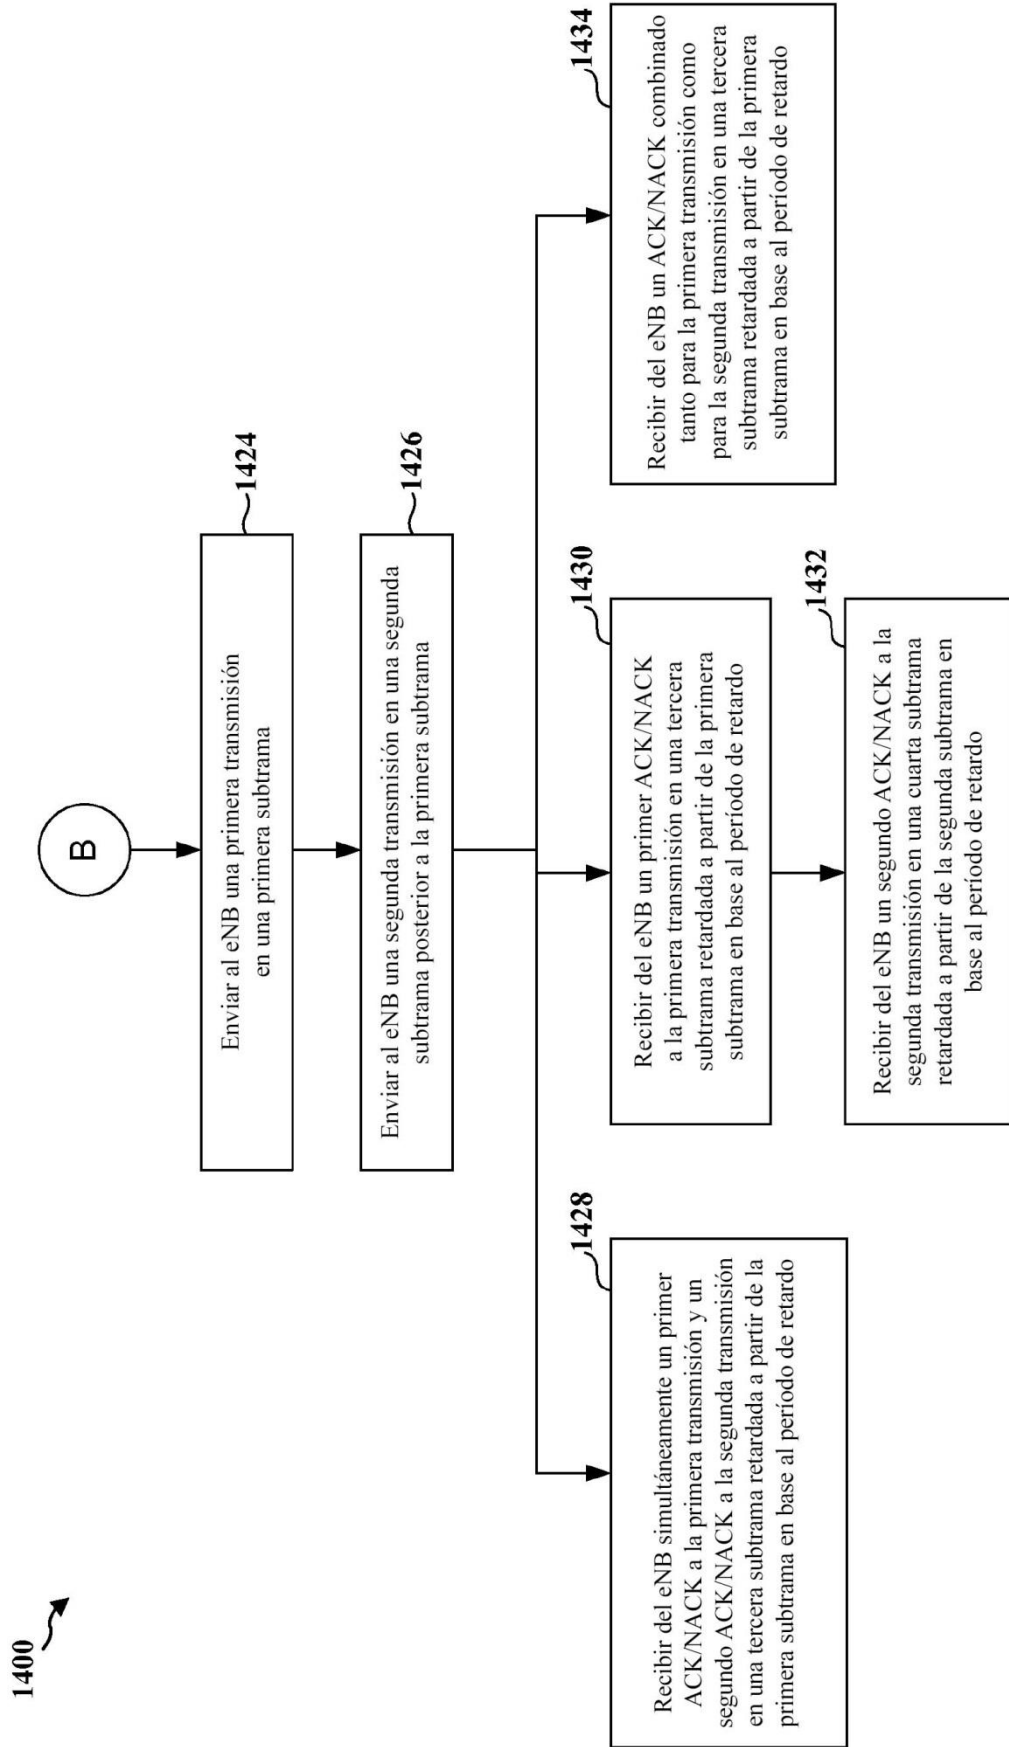 1400
B
Enviar al eNB una primera transmisión
en una primera subtrama
1424
Enviar al eNB una segunda transmisión en una segunda
subtrama posterior a la primera subtrama
1426
Recibir del eNB simultáneamente un primer
ACK/NACK a la primera transmisión y un
segundo ACK/NACK a la segunda transmisión
en una tercera subtrama retardada a partir de la
primera subtrama en base al período de retardo
1428
Recibir del eNB un primer ACK/NACK
a la primera transmisión en una tercera
subtrama retardada a partir de la primera
subtrama en base al período de retardo
1430
Recibir del eNB un segundo ACK/NACK a la
segunda transmisión en una cuarta subtrama
retardada a partir de la segunda subtrama en
base al período de retardo
1432
Recibir del eNB un ACK/NACK combinado
tanto para la primera transmisión como
para la segunda transmisión en una tercera
subtrama retardada a partir de la primera
subtrama en base al período de retardo
1434